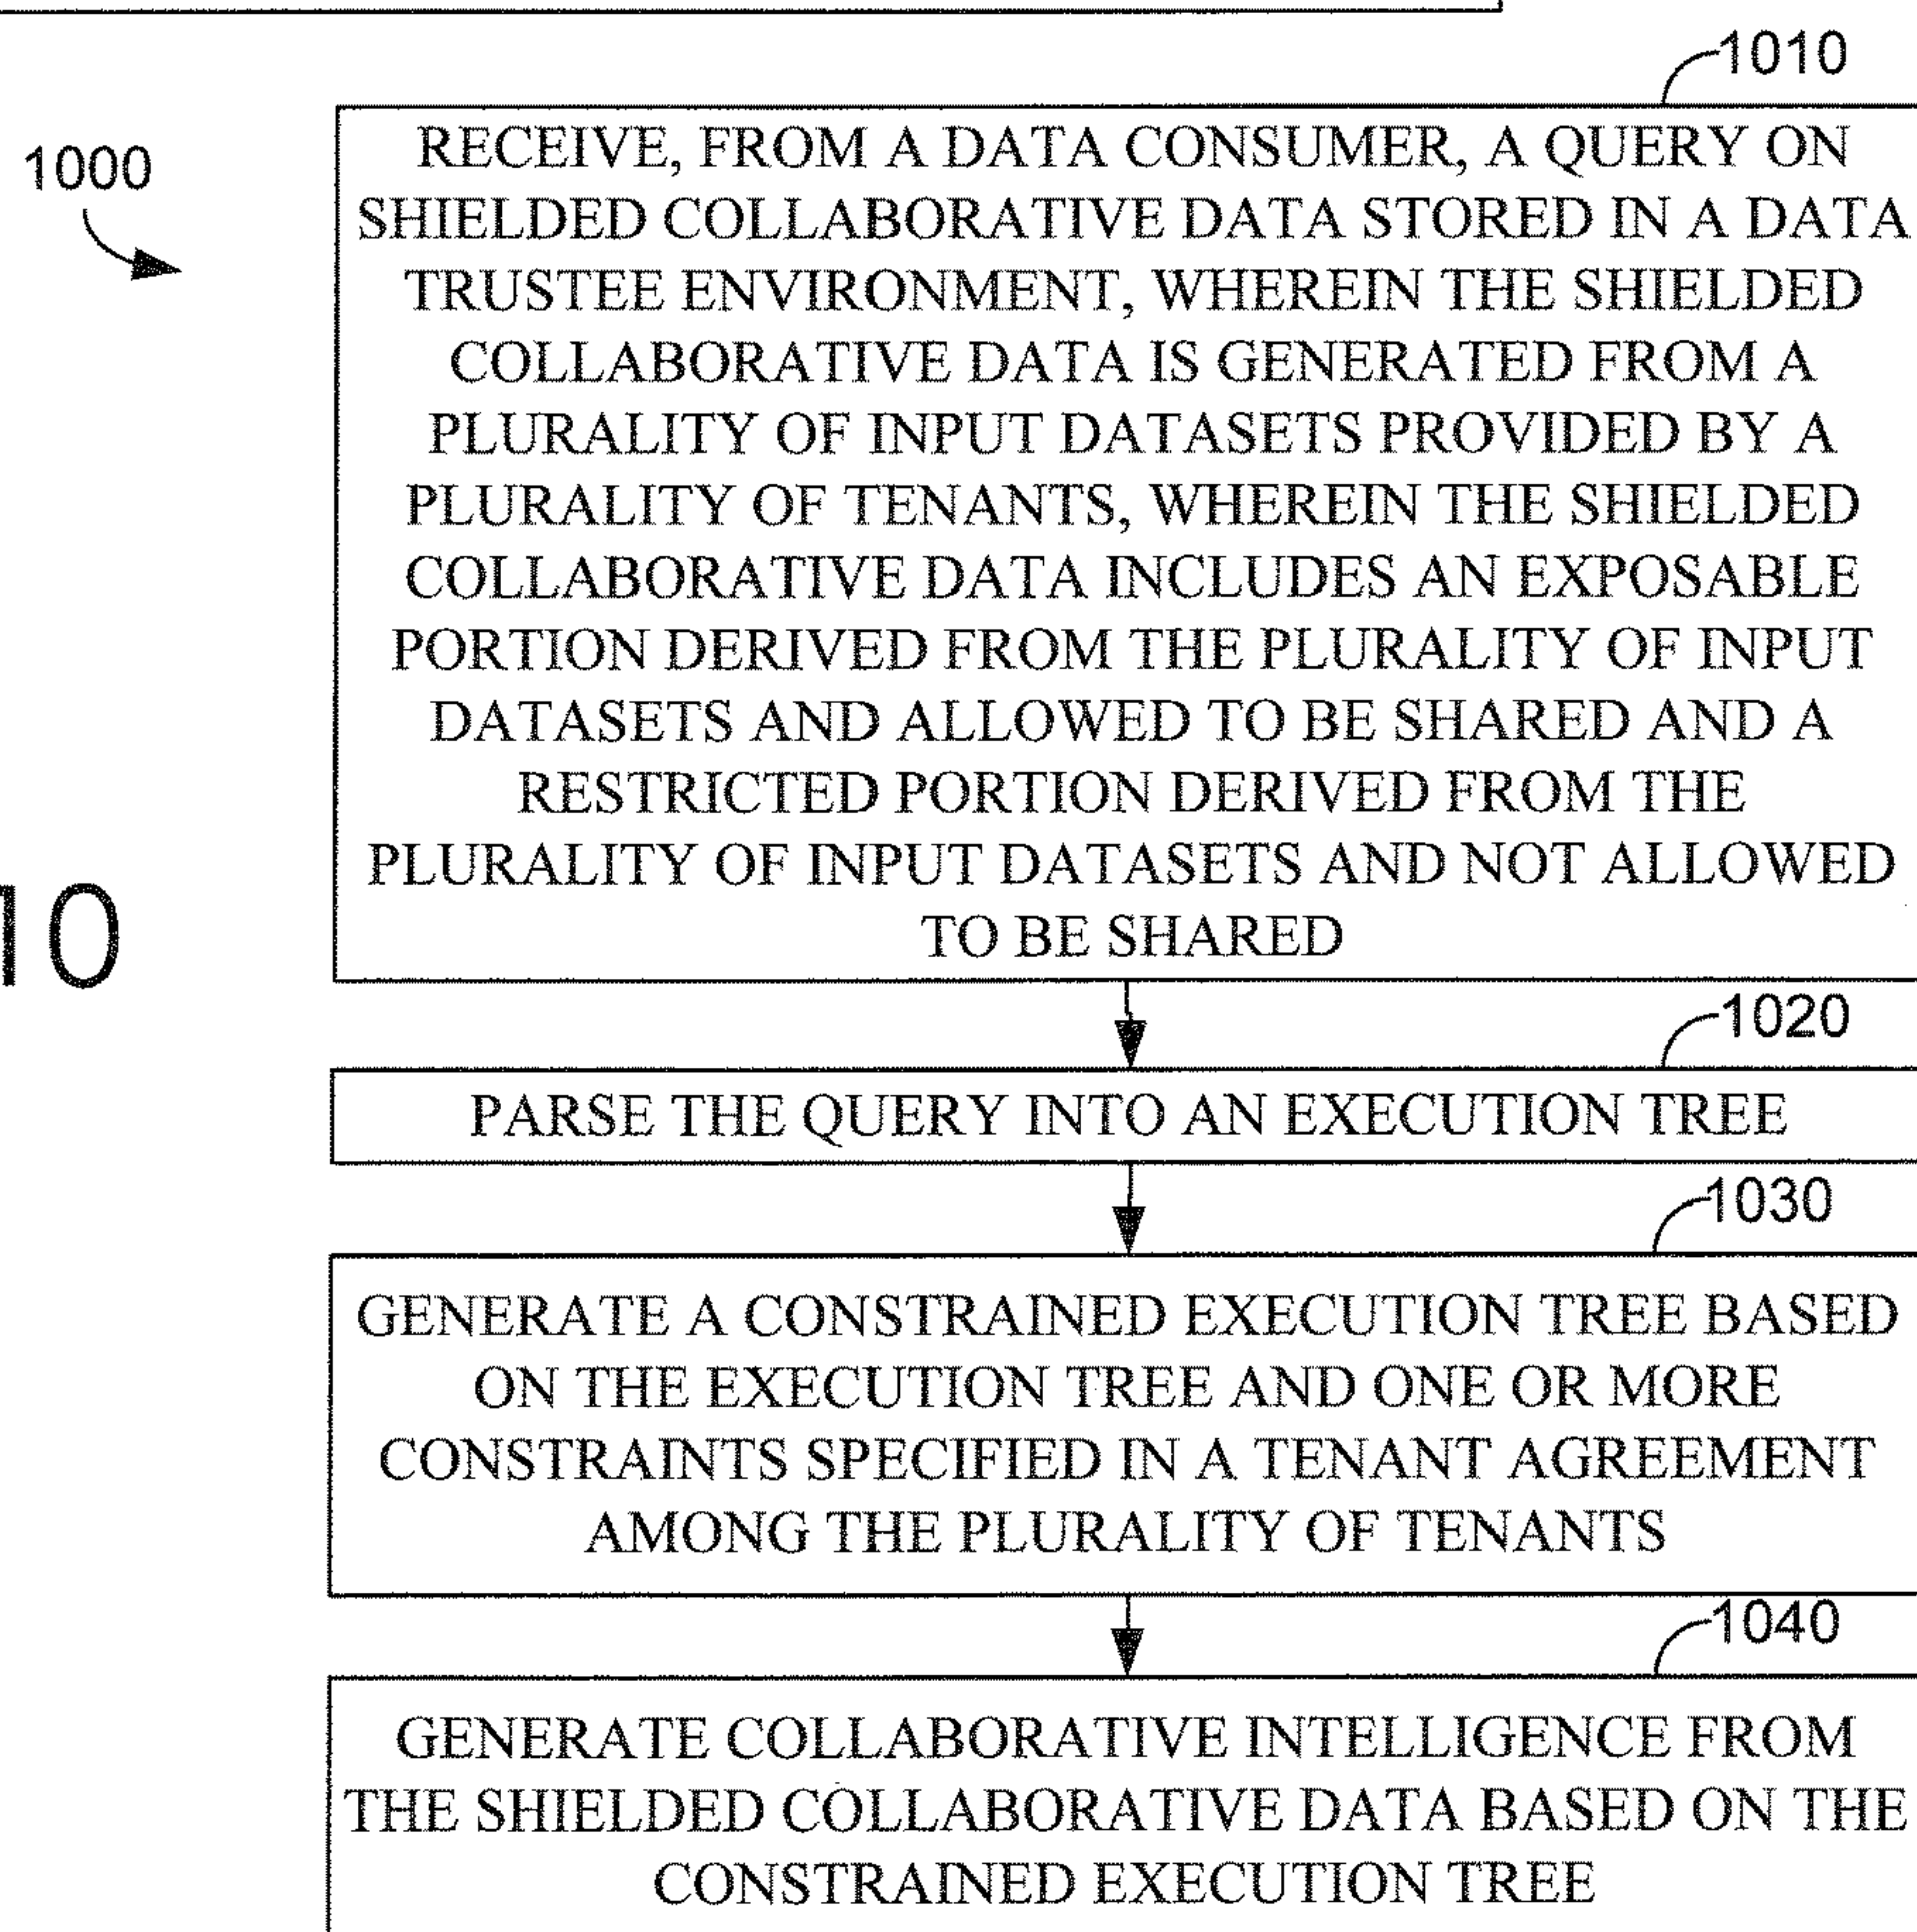 1010
1000
RECEIVE, FROM A DATA CONSUMER, A QUERY ON
SHIELDED COLLABORATIVE DATA STORED IN A DATA
TRUSTEE ENVIRONMENT, WHEREIN THE SHIELDED
COLLABORATIVE DATA IS GENERATED FROM A
PLURALITY OF INPUT DATASETS PROVIDED BY A
PLURALITY OF TENANTS, WHEREIN THE SHIELDED
COLLABORATIVE DATA INCLUDES AN EXPOSABLE
PORTION DERIVED FROM THE PLURALITY OF INPUT
DATASETS AND ALLOWED TO BE SHARED AND A
RESTRICTED PORTION DERIVED FROM THE
PLURALITY OF INPUT DATASETS AND NOT ALLOWED
TO BE SHARED
10
1020
PARSE THE QUERY INTO AN EXECUTION TREE
1030
GENERATE A CONSTRAINED EXECUTION TREE BASED
ON THE EXECUTION TREE AND ONE OR MORE
CONSTRAINTS SPECIFIED IN A TENANT AGREEMENT
AMONG THE PLURALITY OF TENANTS
1040
GENERATE COLLABORATIVE INTELLIGENCE FROM
THE SHIELDED COLLABORATIVE DATA BASED ON THE
CONSTRAINED EXECUTION TREE